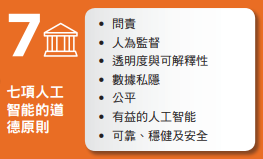 7
七項人工
智能的道
德原則
• 問責
• 人為監督
• 透明度與可解釋性
• 數據私隱
• 公平
• 有益的人工智能
• 可靠、穩健及安全